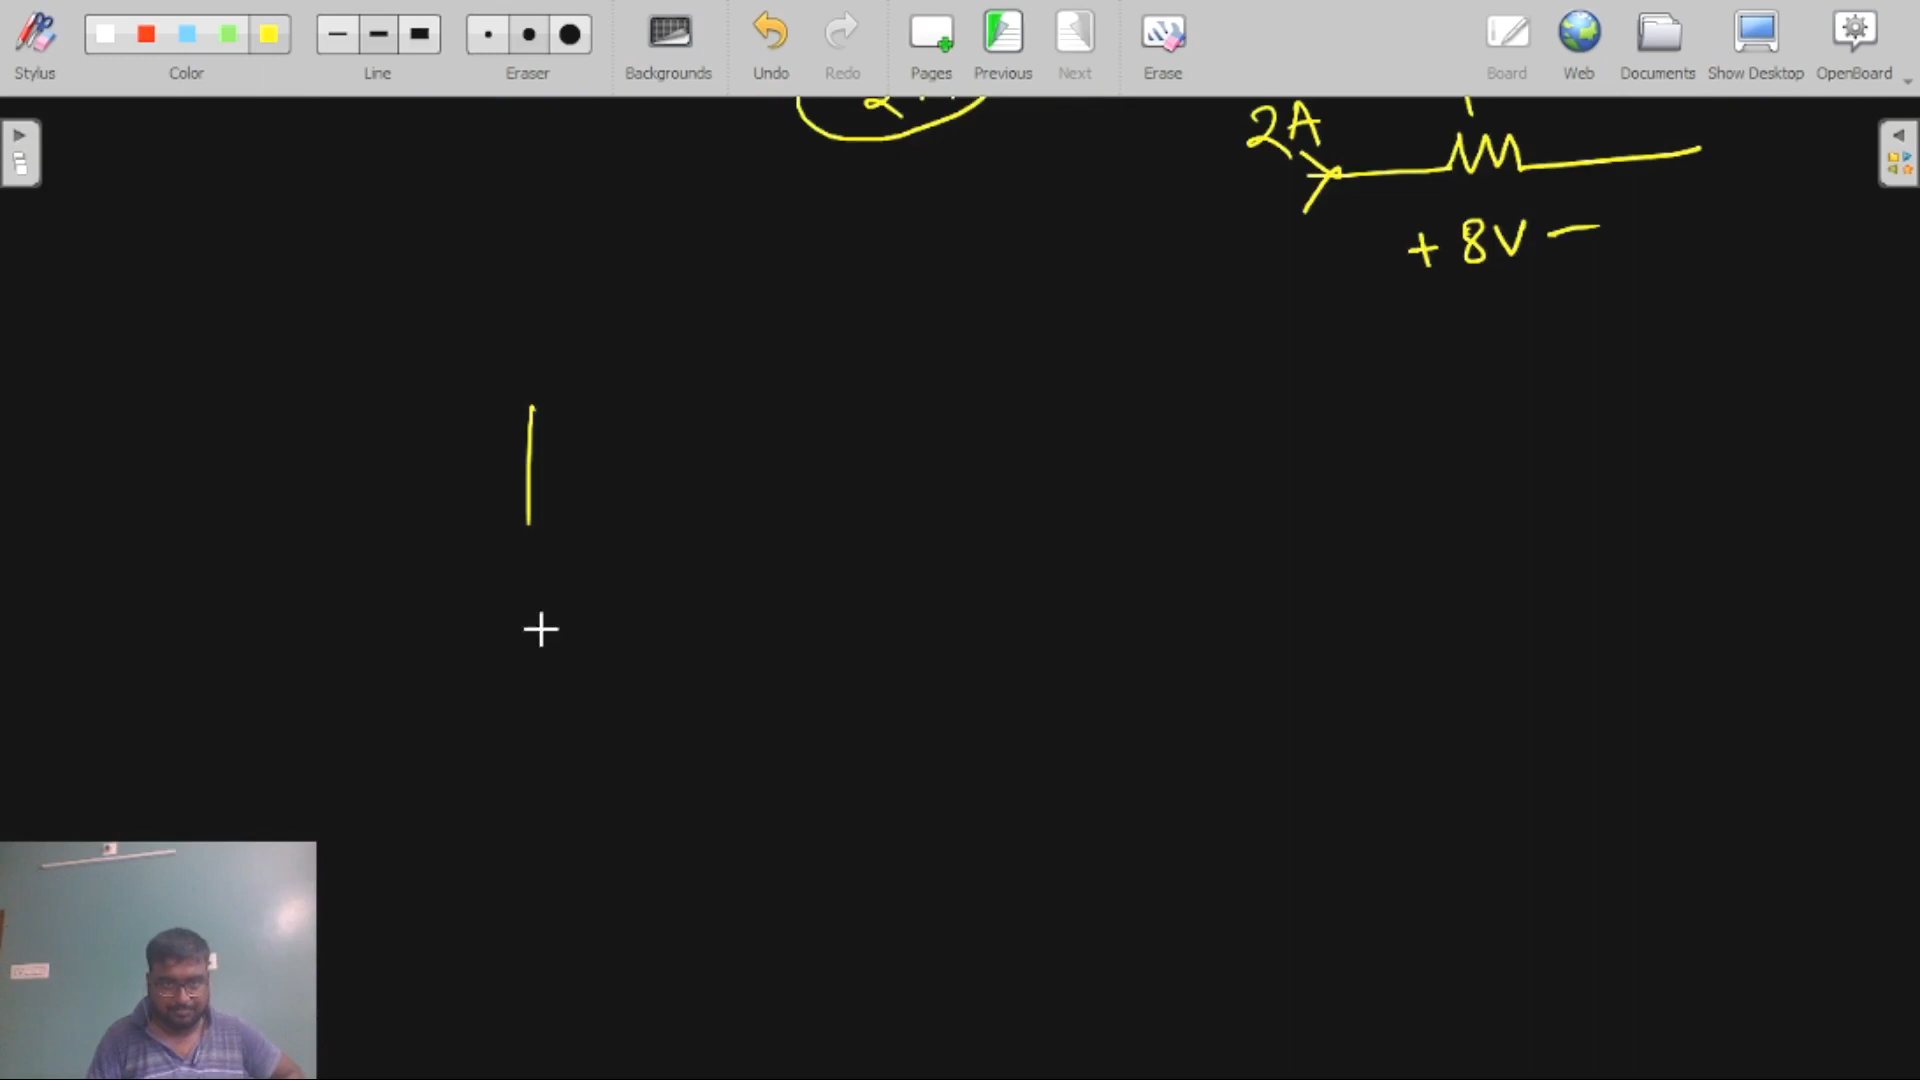 Stylus
Color
Line
Eraser
Backgrounds
Undo
Redo
Pages
Previous
Next
Erase
Board
Web
Documents
Show Desktop
OpenBoard
2A
+ 8V −